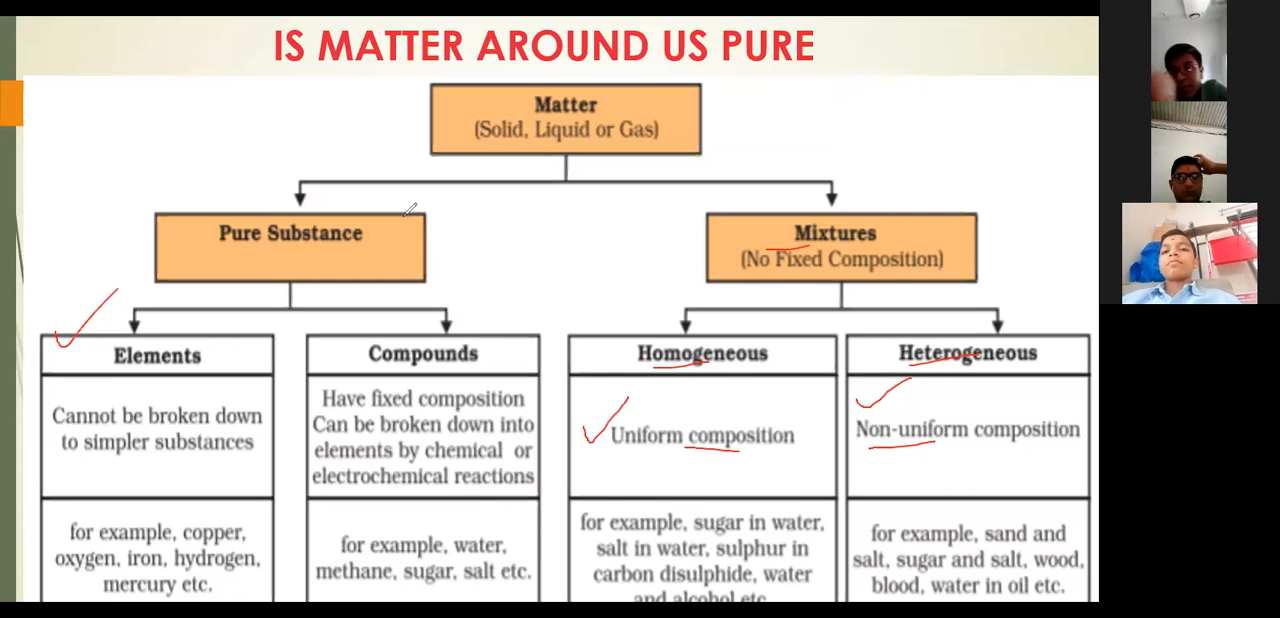 IS MATTER AROUND US PURE
Matter
(Solid, Liquid or Gas)
Pure Substance
Mixtures
(No Fixed Composition)
Elements
Cannot be broken down
to simpler substances
for example, copper,
oxygen, iron, hydrogen,
mercury etc.
Compounds
Have fixed composition
Can be broken down into
elements by chemical or
electrochemical reactions
for example, water,
methane, sugar, salt etc.
Homogeneous
Uniform composition
for example, sugar in water,
salt in water, sulphur in
carbon disulphide, water
and alcohol etc.
Heterogeneous
Non-uniform composition
for example, sand and
salt, sugar and salt, wood,
blood, water in oil etc.